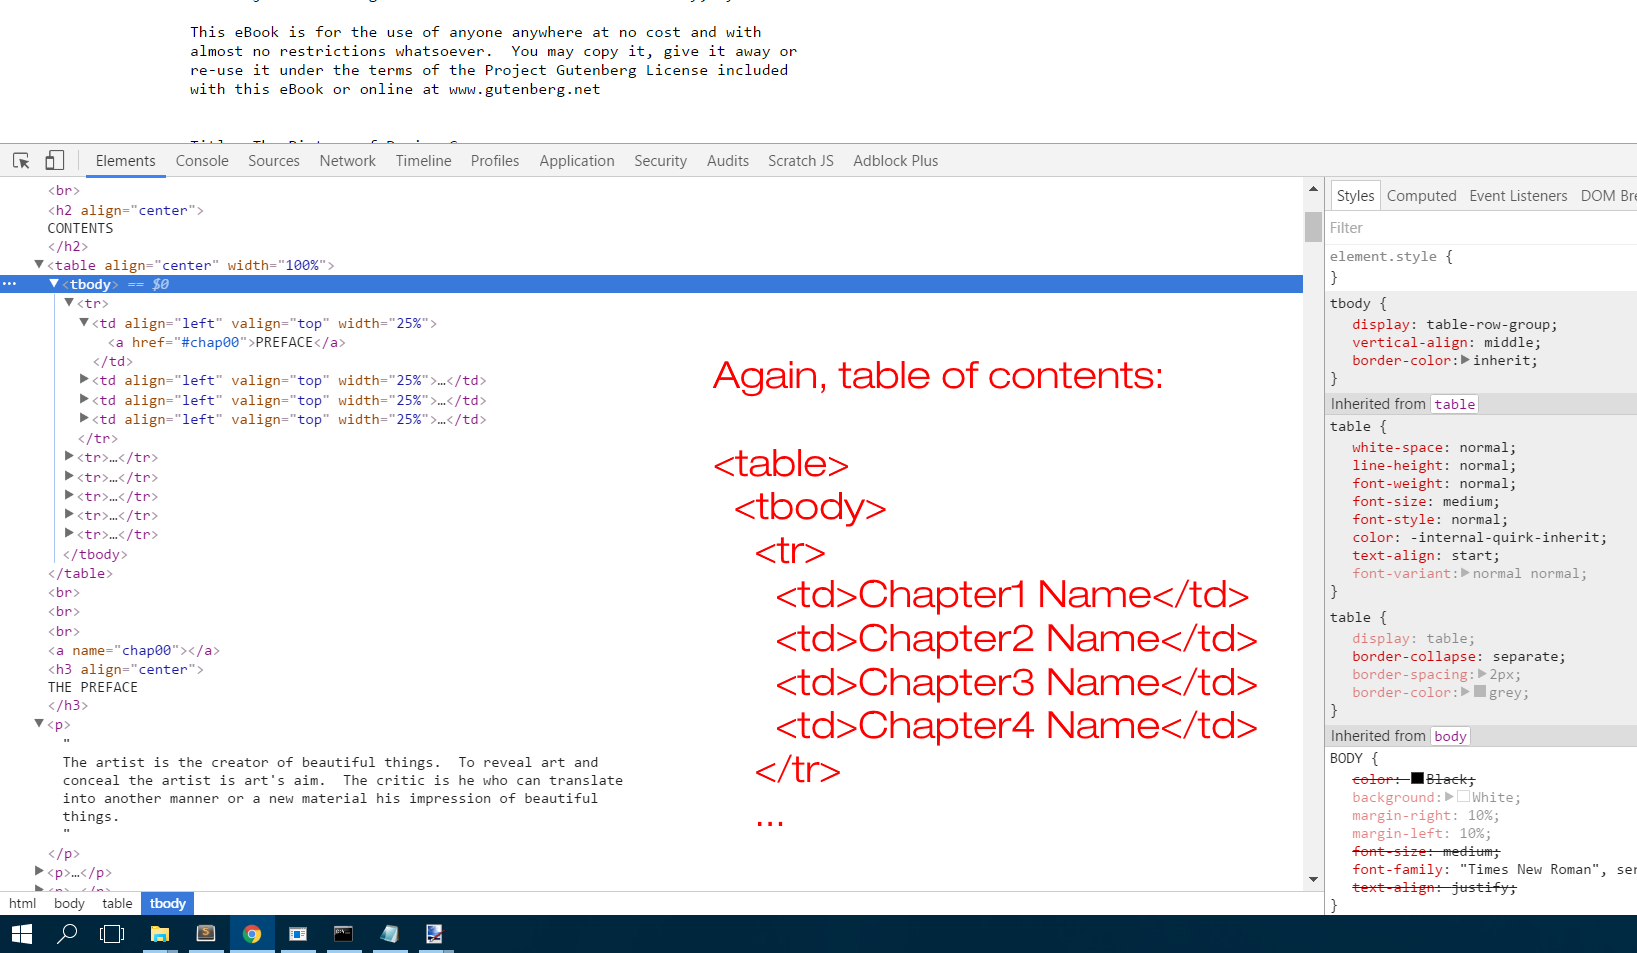 This eBook is for the use of anyone anywhere at no cost and with
almost no restrictions whatsoever.  You may copy it, give it away or
re-use it under the terms of the Project Gutenberg License included
with this eBook or online at www.gutenberg.net
Elements Console Sources Network Timeline Profiles Application Security Audits Scratch JS Adblock Plus
<br>
<h2 align="center">
CONTENTS
</h2>
<table align="center" width="100%">
... <tbody> == $0
<tr>
<td align="left" valign="top" width="25%">
<a href="#chap00">PREFACE</a>
</td>
<td align="left" valign="top" width="25%">…</td>
<td align="left" valign="top" width="25%">…</td>
<td align="left" valign="top" width="25%">…</td>
</tr>
<tr>…</tr>
<tr>…</tr>
<tr>…</tr>
<tr>…</tr>
<tr>…</tr>
</tbody>
</table>
<br>
<br>
<br>
<a name="chap00"></a>
<h3 align="center">
THE PREFACE
</h3>
<p>
"
The artist is the creator of beautiful things.  To reveal art and
conceal the artist is art's aim.  The critic is he who can translate
into another manner or a new material his impression of beautiful
things.
"
</p>
<p>…</p>
html body table tbody
Again, table of contents:
<table>
<tbody>
<tr>
<td>Chapter1 Name</td>
<td>Chapter2 Name</td>
<td>Chapter3 Name</td>
<td>Chapter4 Name</td>
</tr>
...
Styles Computed Event Listeners DOM Bre
Filter
element.style {
}
tbody {
display: table-row-group;
vertical-align: middle;
border-color: inherit;
}
Inherited from table
table {
white-space: normal;
line-height: normal;
font-weight: normal;
font-size: medium;
font-style: normal;
color: -internal-quirk-inherit;
text-align: start;
font-variant: normal normal;
}
table {
display: table;
border-collapse: separate;
border-spacing: 2px;
border-color: grey;
}
Inherited from body
BODY {
color: Black;
background: White;
margin-right: 10%;
margin-left: 10%;
font-size: medium;
font-family: "Times New Roman", ser
text-align: justify;
}